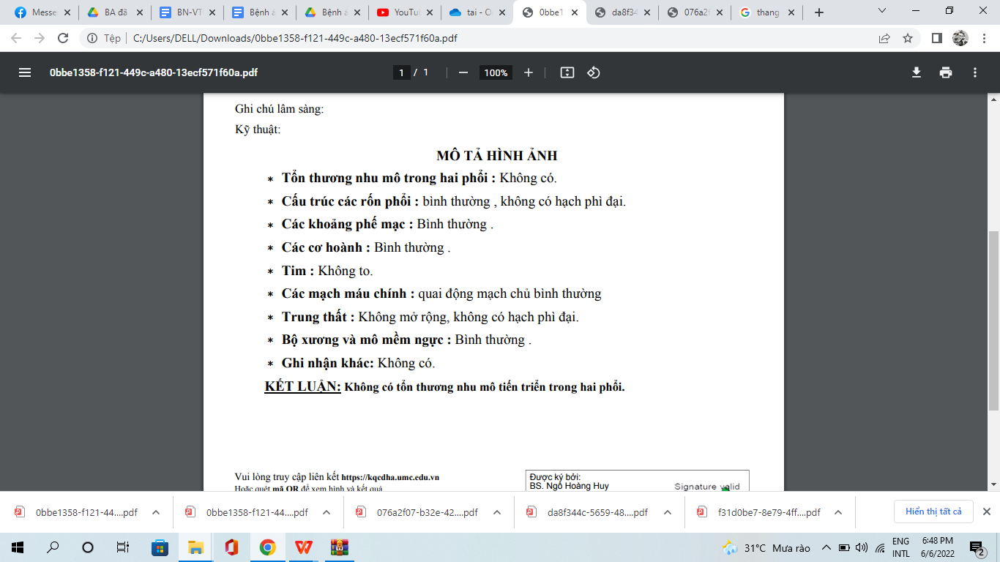 Messe
BA đã
BN-VT
Bệnh á
Bệnh á
YouTu
tai - O
0bbe1
da8f34
076a2f
thang
Tệp | C:/Users/DELL/Downloads/0bbe1358-f121-449c-a480-13ecf571f60a.pdf
0bbe1358-f121-449c-a480-13ecf571f60a.pdf
1 / 1
100%
Ghi chú lâm sàng:
Kỹ thuật:
MÔ TẢ HÌNH ẢNH
* Tổn thương nhu mô trong hai phổi : Không có.
* Cấu trúc các rốn phổi : bình thường , không có hạch phì đại.
* Các khoảng phế mạc : Bình thường .
* Các cơ hoành : Bình thường .
* Tim : Không to.
* Các mạch máu chính : quai động mạch chủ bình thường
* Trung thất : Không mở rộng, không có hạch phì đại.
* Bộ xương và mô mềm ngực : Bình thường .
* Ghi nhận khác: Không có.
KẾT LUẬN: Không có tổn thương nhu mô tiến triển trong hai phổi.
Vui lòng truy cập liên kết https://kqcdha.umc.edu.vn
Hoặc quét mã QR để xem hình và kết quả
Được ký bởi:
BS. Ngô Hoàng Huy
Signature valid
0bbe1358-f121-44....pdf
0bbe1358-f121-44....pdf
076a2f07-b32e-42....pdf
da8f344c-5659-48....pdf
f31d0be7-8e79-4ff....pdf
Hiển thị tất cả
31°C Mưa rào
ENG
INTL
6:48 PM
6/6/2022
2